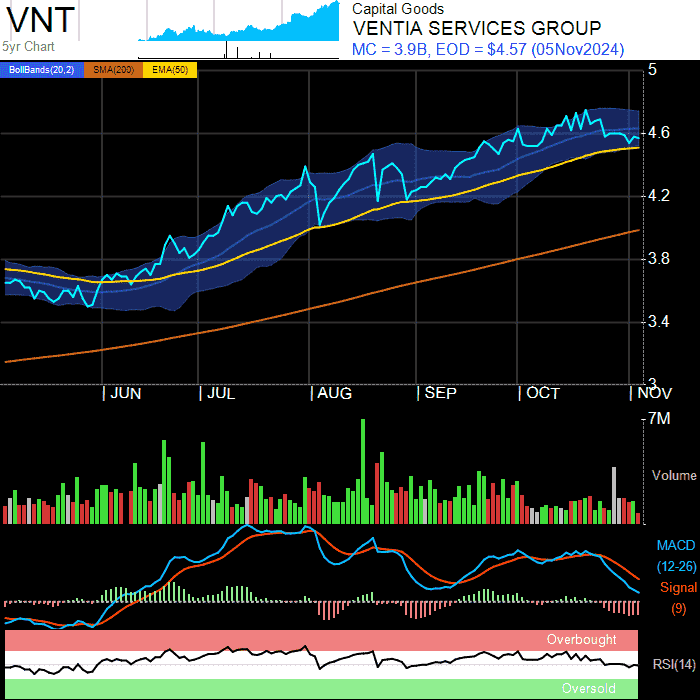 VNT
5yr Chart
Capital Goods
VENTIA SERVICES GROUP
MC = 3.9B, EOD = $4.57 (05Nov2024)
BollBands(20,2) SMA(200) EMA(50)
5
4.6
4.2
3.8
3.4
3
JUN JUL AUG SEP OCT NOV
7M
Volume
MACD
(12-26)
Signal
(9)
Overbought
RSI(14)
Oversold